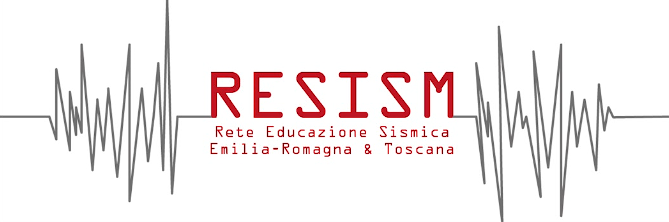 RESISM
Rete Educazione Sismica
Emilia-Romagna & Toscana